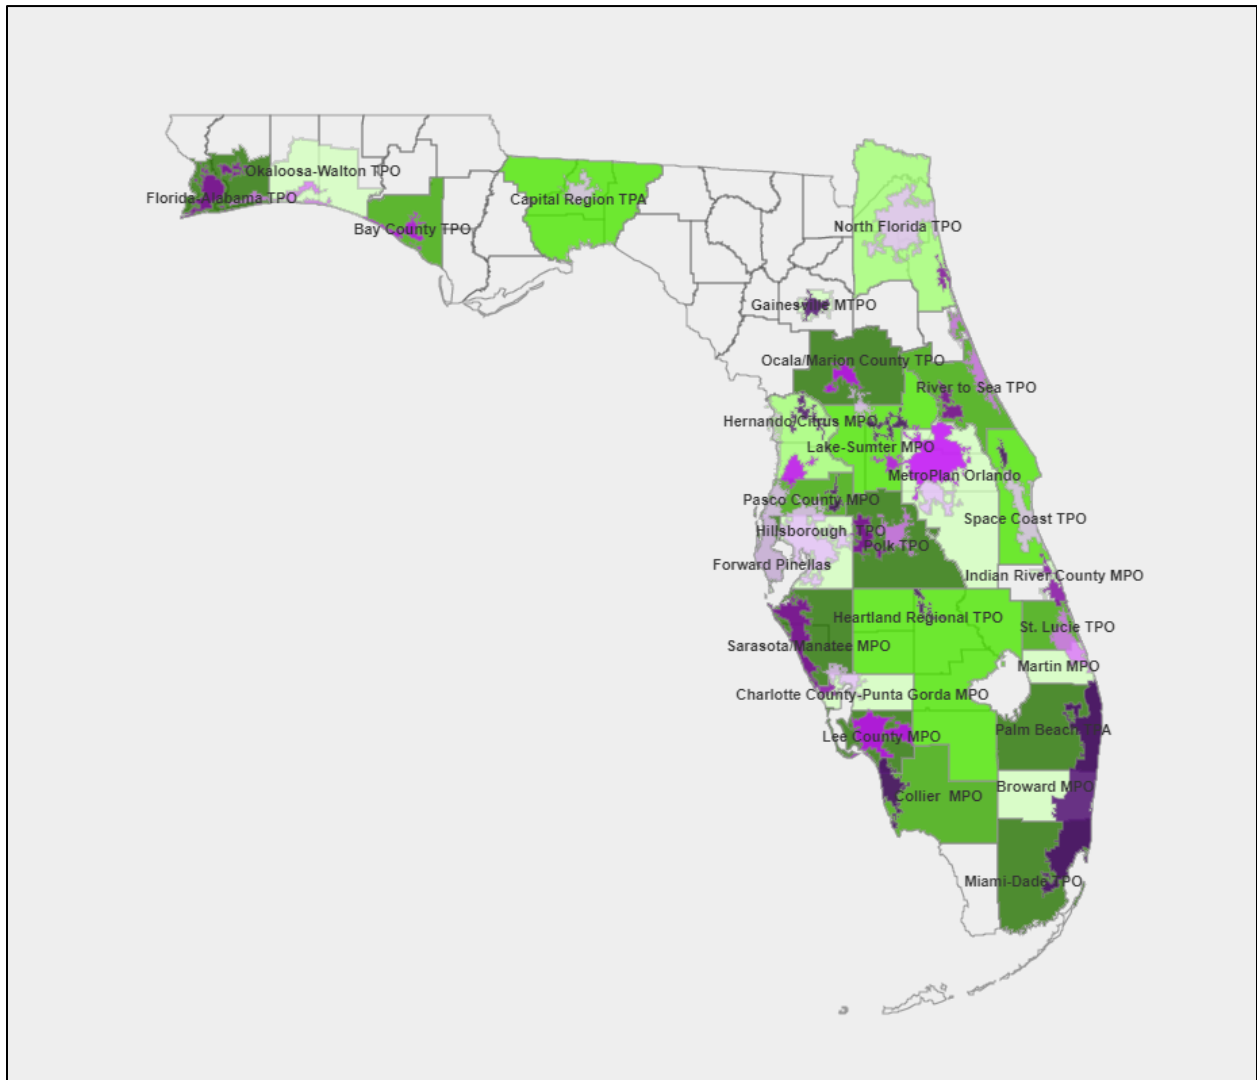 Okaloosa-Walton TPO
Florida-Alabama TPO
Capital Region TPA
Bay County TPO
North Florida TPO
Gainesville MTPO
Ocala/Marion County TPO
River to Sea TPO
Hernando/Citrus MPO
Lake-Sumter MPO
MetroPlan Orlando
Pasco County MPO
Space Coast TPO
Hillsborough TPO
Polk TPO
Forward Pinellas
Indian River County MPO
Heartland Regional TPO
St. Lucie TPO
Sarasota/Manatee MPO
Martin MPO
Charlotte County-Punta Gorda MPO
Palm Beach TPA
Lee County MPO
Broward MPO
Collier MPO
Miami-Dade TPO